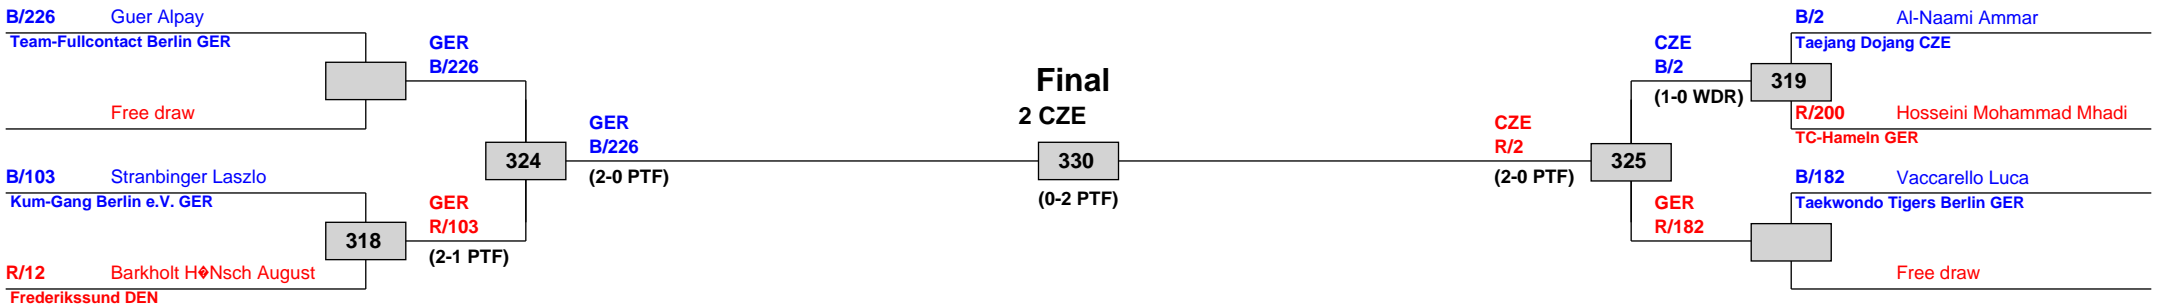 B/226 Guer Alpay
Team-Fullcontact Berlin GER
Free draw
B/103 Stranbinger Laszlo
Kum-Gang Berlin e.V. GER
R/12 Barkholt H�Nsch August
Frederikssund DEN
318
GER
B/226
GER
R/103
(2-1 PTF)
324
GER
B/226
(2-0 PTF)
Final
2 CZE
330
(0-2 PTF)
CZE
R/2
(2-0 PTF)
325
CZE
B/2
(1-0 WDR)
GER
R/182
319
B/2 Al-Naami Ammar
Taejang Dojang CZE
R/200 Hosseini Mohammad Mhadi
TC-Hameln GER
B/182 Vaccarello Luca
Taekwondo Tigers Berlin GER
Free draw